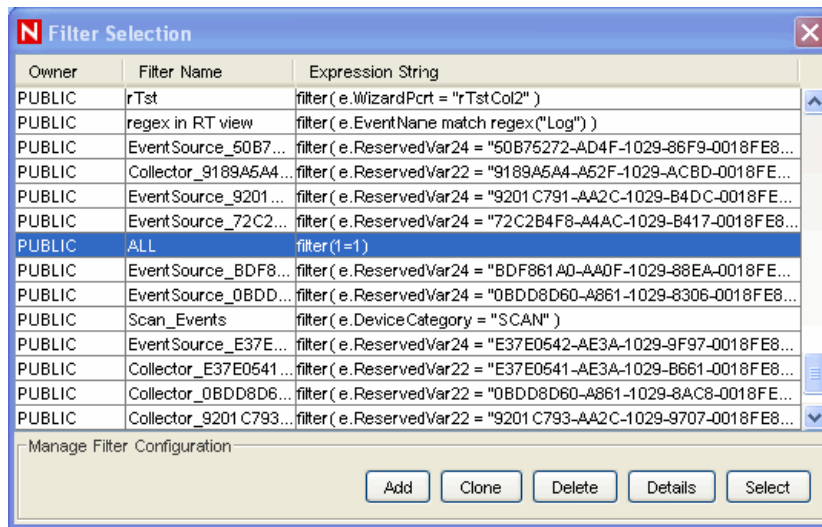 N Filter Selection
Owner Filter Name Expression String
PUBLIC rTst filter( e.WizardPort = "rTstCol2" )
PUBLIC regex in RT view filter( e.EventName match regex("Log") )
PUBLIC EventSource_50B7... filter( e.ReservedVar24 = "50B75272-AD4F-1029-86F9-0018FE8...
PUBLIC Collector_9189A5A4... filter( e.ReservedVar22 = "9189A5A4-A52F-1029-ACBD-0018FE...
PUBLIC EventSource_9201... filter( e.ReservedVar24 = "9201C791-AA2C-1029-B4DC-0018FE8...
PUBLIC EventSource_72C2... filter( e.ReservedVar24 = "72C2B4F8-A4AC-1029-B417-0018FE8...
PUBLIC ALL filter(1=1)
PUBLIC EventSource_BDF8... filter( e.ReservedVar24 = "BDF861A0-AA0F-1029-88EA-0018FE...
PUBLIC EventSource_0BDD... filter( e.ReservedVar24 = "0BDD8D60-A861-1029-8306-0018FE8...
PUBLIC Scan_Events filter( e.DeviceCategory = "SCAN" )
PUBLIC EventSource_E37E... filter( e.ReservedVar24 = "E37E0542-AE3A-1029-9F97-0018FE8...
PUBLIC Collector_E37E0541... filter( e.ReservedVar22 = "E37E0541-AE3A-1029-B661-0018FE8...
PUBLIC Collector_0BDD8D6... filter( e.ReservedVar22 = "0BDD8D60-A861-1029-8AC8-0018FE...
PUBLIC Collector_9201C793... filter( e.ReservedVar22 = "9201C793-AA2C-1029-9707-0018FE8...
Manage Filter Configuration
Add Clone Delete Details Select